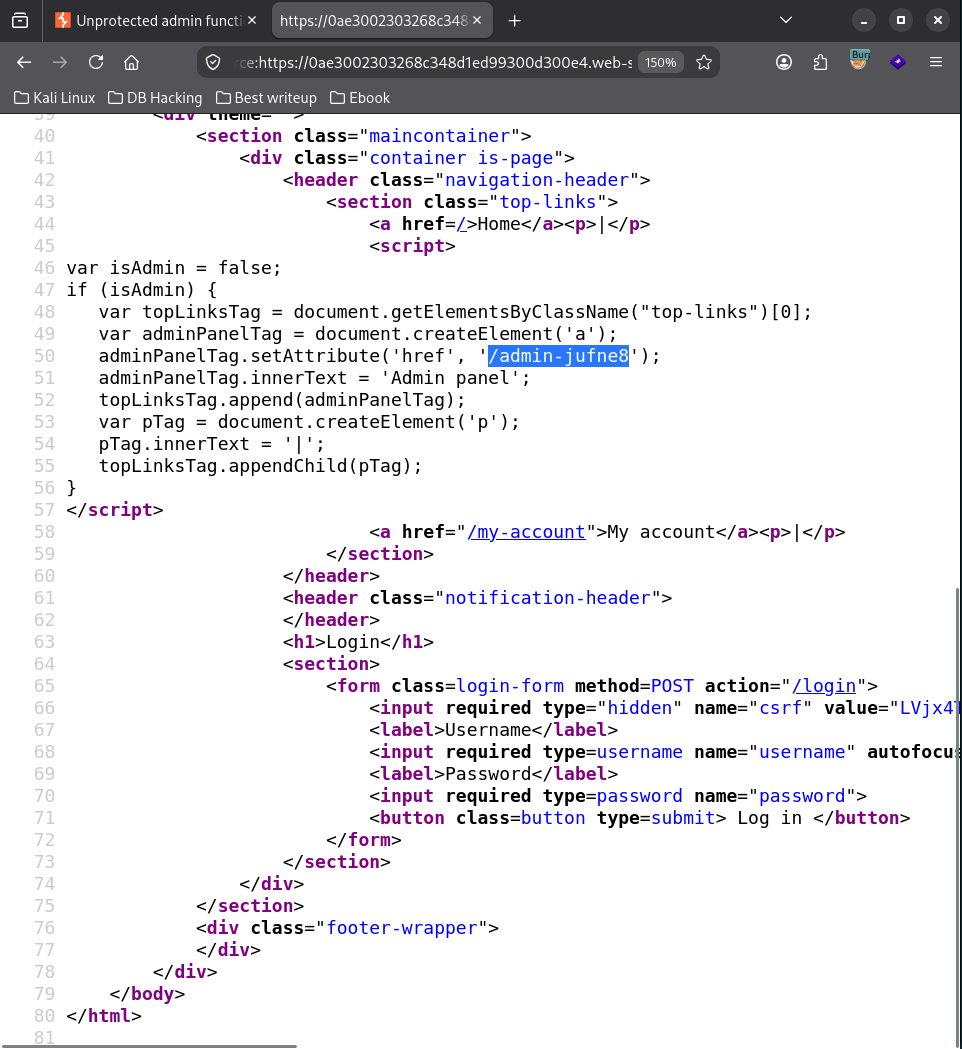 Unprotected admin functi
https://0ae3002303268c348
rce:https://0ae3002303268c348d1ed99300d300e4.web-s 150%
Burp
Kali Linux DB Hacking Best writeup Ebook
39 <div theme="">
40 <section class="maincontainer">
41 <div class="container is-page">
42 <header class="navigation-header">
43 <section class="top-links">
44 <a href=/>Home</a><p>|</p>
45 <script>
46 var isAdmin = false;
47 if (isAdmin) {
48 var topLinksTag = document.getElementsByClassName("top-links")[0];
49 var adminPanelTag = document.createElement('a');
50 adminPanelTag.setAttribute('href', '/admin-jufne8');
51 adminPanelTag.innerText = 'Admin panel';
52 topLinksTag.append(adminPanelTag);
53 var pTag = document.createElement('p');
54 pTag.innerText = '|';
55 topLinksTag.appendChild(pTag);
56 }
57 </script>
58 <a href="/my-account">My account</a><p>|</p>
59 </section>
60 </header>
61 <header class="notification-header">
62 </header>
63 <h1>Login</h1>
64 <section>
65 <form class=login-form method=POST action="/login">
66 <input required type="hidden" name="csrf" value="LVjx4
67 <label>Username</label>
68 <input required type=username name="username" autofocu
69 <label>Password</label>
70 <input required type=password name="password">
71 <button class=button type=submit> Log in </button>
72 </form>
73 </section>
74 </div>
75 </section>
76 <div class="footer-wrapper">
77 </div>
78 </div>
79 </body>
80 </html>
81